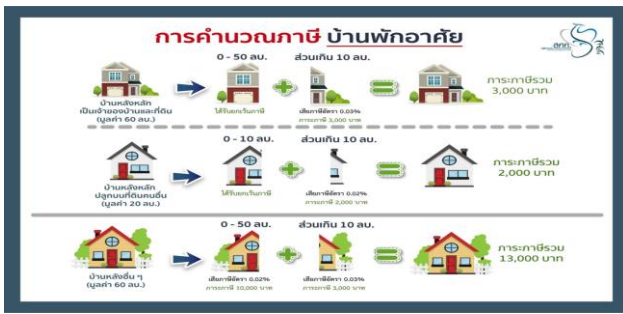 การคำนวณภาษี บ้านพักอาศัย
สศค.
0 - 50 ลบ.
ส่วนเกิน 10 ลบ.
บ้านหลังหลัก
เป็นเจ้าของบ้านและที่ดิน
(มูลค่า 60 ลบ.)
ได้รับยกเว้นภาษี
เสียภาษีอัตรา 0.03%
ภาระภาษี 3,000 บาท
ภาระภาษีรวม
3,000 บาท
0 - 10 ลบ.
ส่วนเกิน 10 ลบ.
บ้านหลังหลัก
ปลูกบนที่ดินคนอื่น
(มูลค่า 20 ลบ.)
ได้รับยกเว้นภาษี
เสียภาษีอัตรา 0.02%
ภาระภาษี 2,000 บาท
ภาระภาษีรวม
2,000 บาท
0 - 50 ลบ.
ส่วนเกิน 10 ลบ.
บ้านหลังอื่น ๆ
(มูลค่า 60 ลบ.)
เสียภาษีอัตรา 0.02%
ภาระภาษี 10,000 บาท
เสียภาษีอัตรา 0.03%
ภาระภาษี 3,000 บาท
ภาระภาษีรวม
13,000 บาท